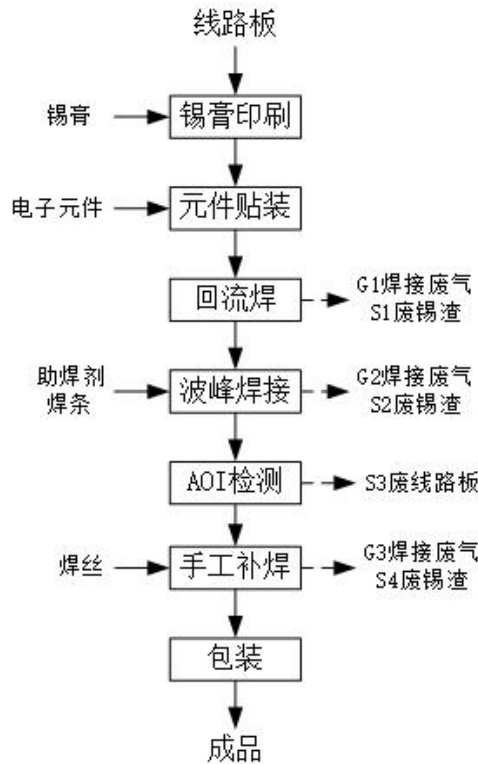 线路板
锡膏
锡膏印刷
电子元件
元件贴装
回流焊
G1焊接废气
S1废锡渣
助焊剂
焊条
波峰焊接
G2焊接废气
S2废锡渣
AOI检测
S3废线路板
焊丝
手工补焊
G3焊接废气
S4废锡渣
包装
成品